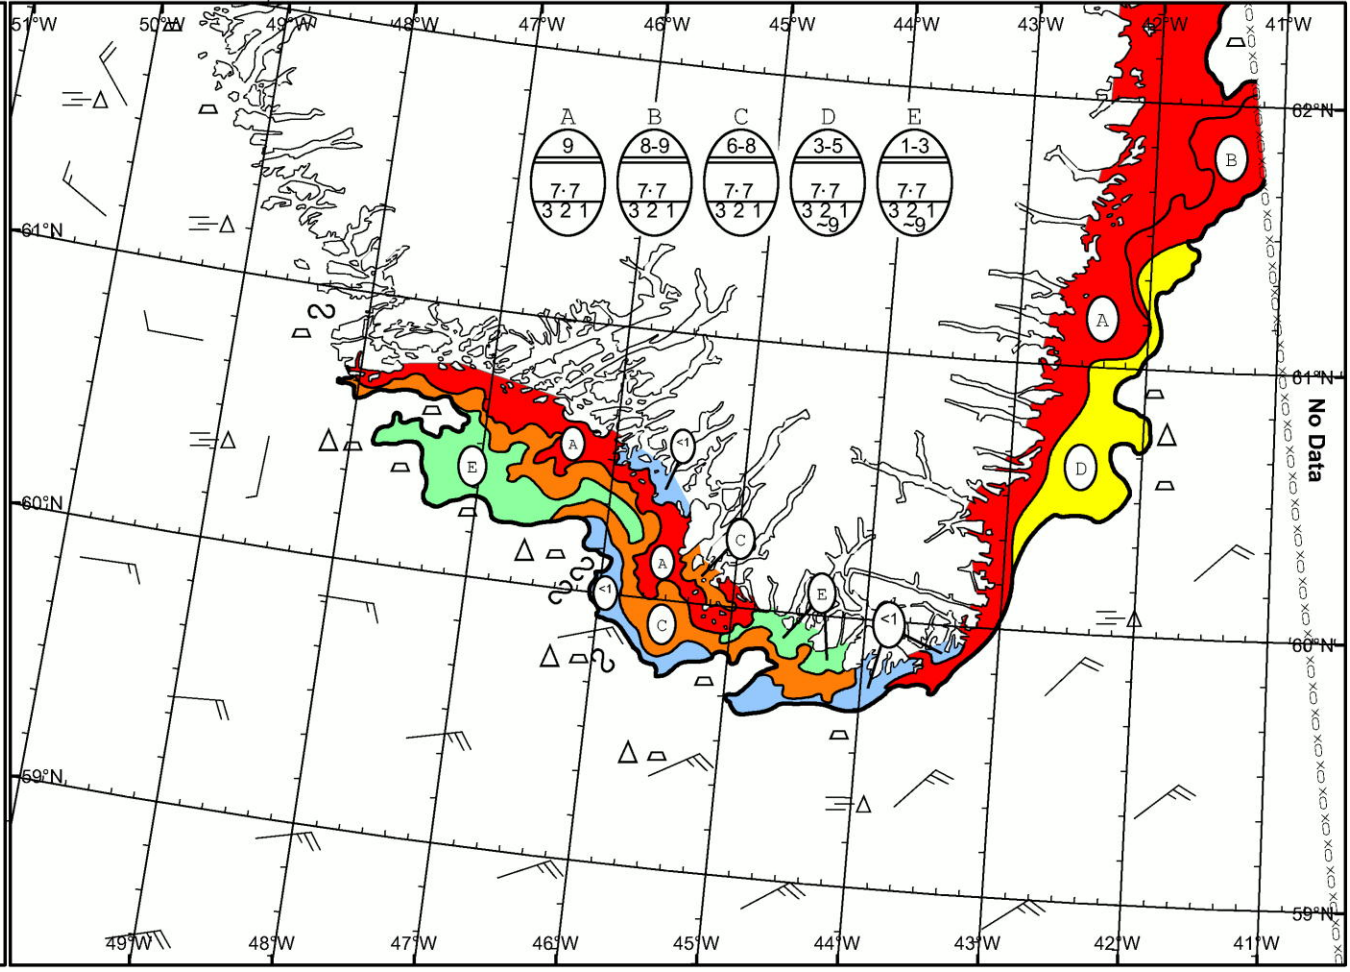 51°W 50°W 49°W 48°W 47°W 46°W 45°W 44°W 43°W 42°W 41°W
62°N
A B C D E
9 8-9 6-8 3-5 1-3
7·7 7·7 7·7 7·7 7·7
3 2 1 3 2 1 3 2 1 3 2 1 3 2 1
~9 ~9
B
61°N
A
61°N
No Data
A <1
E D
60°N
C
A
<1 E
C <1
60°N
59°N
59°N
49°W 48°W 47°W 46°W 45°W 44°W 43°W 42°W 41°W